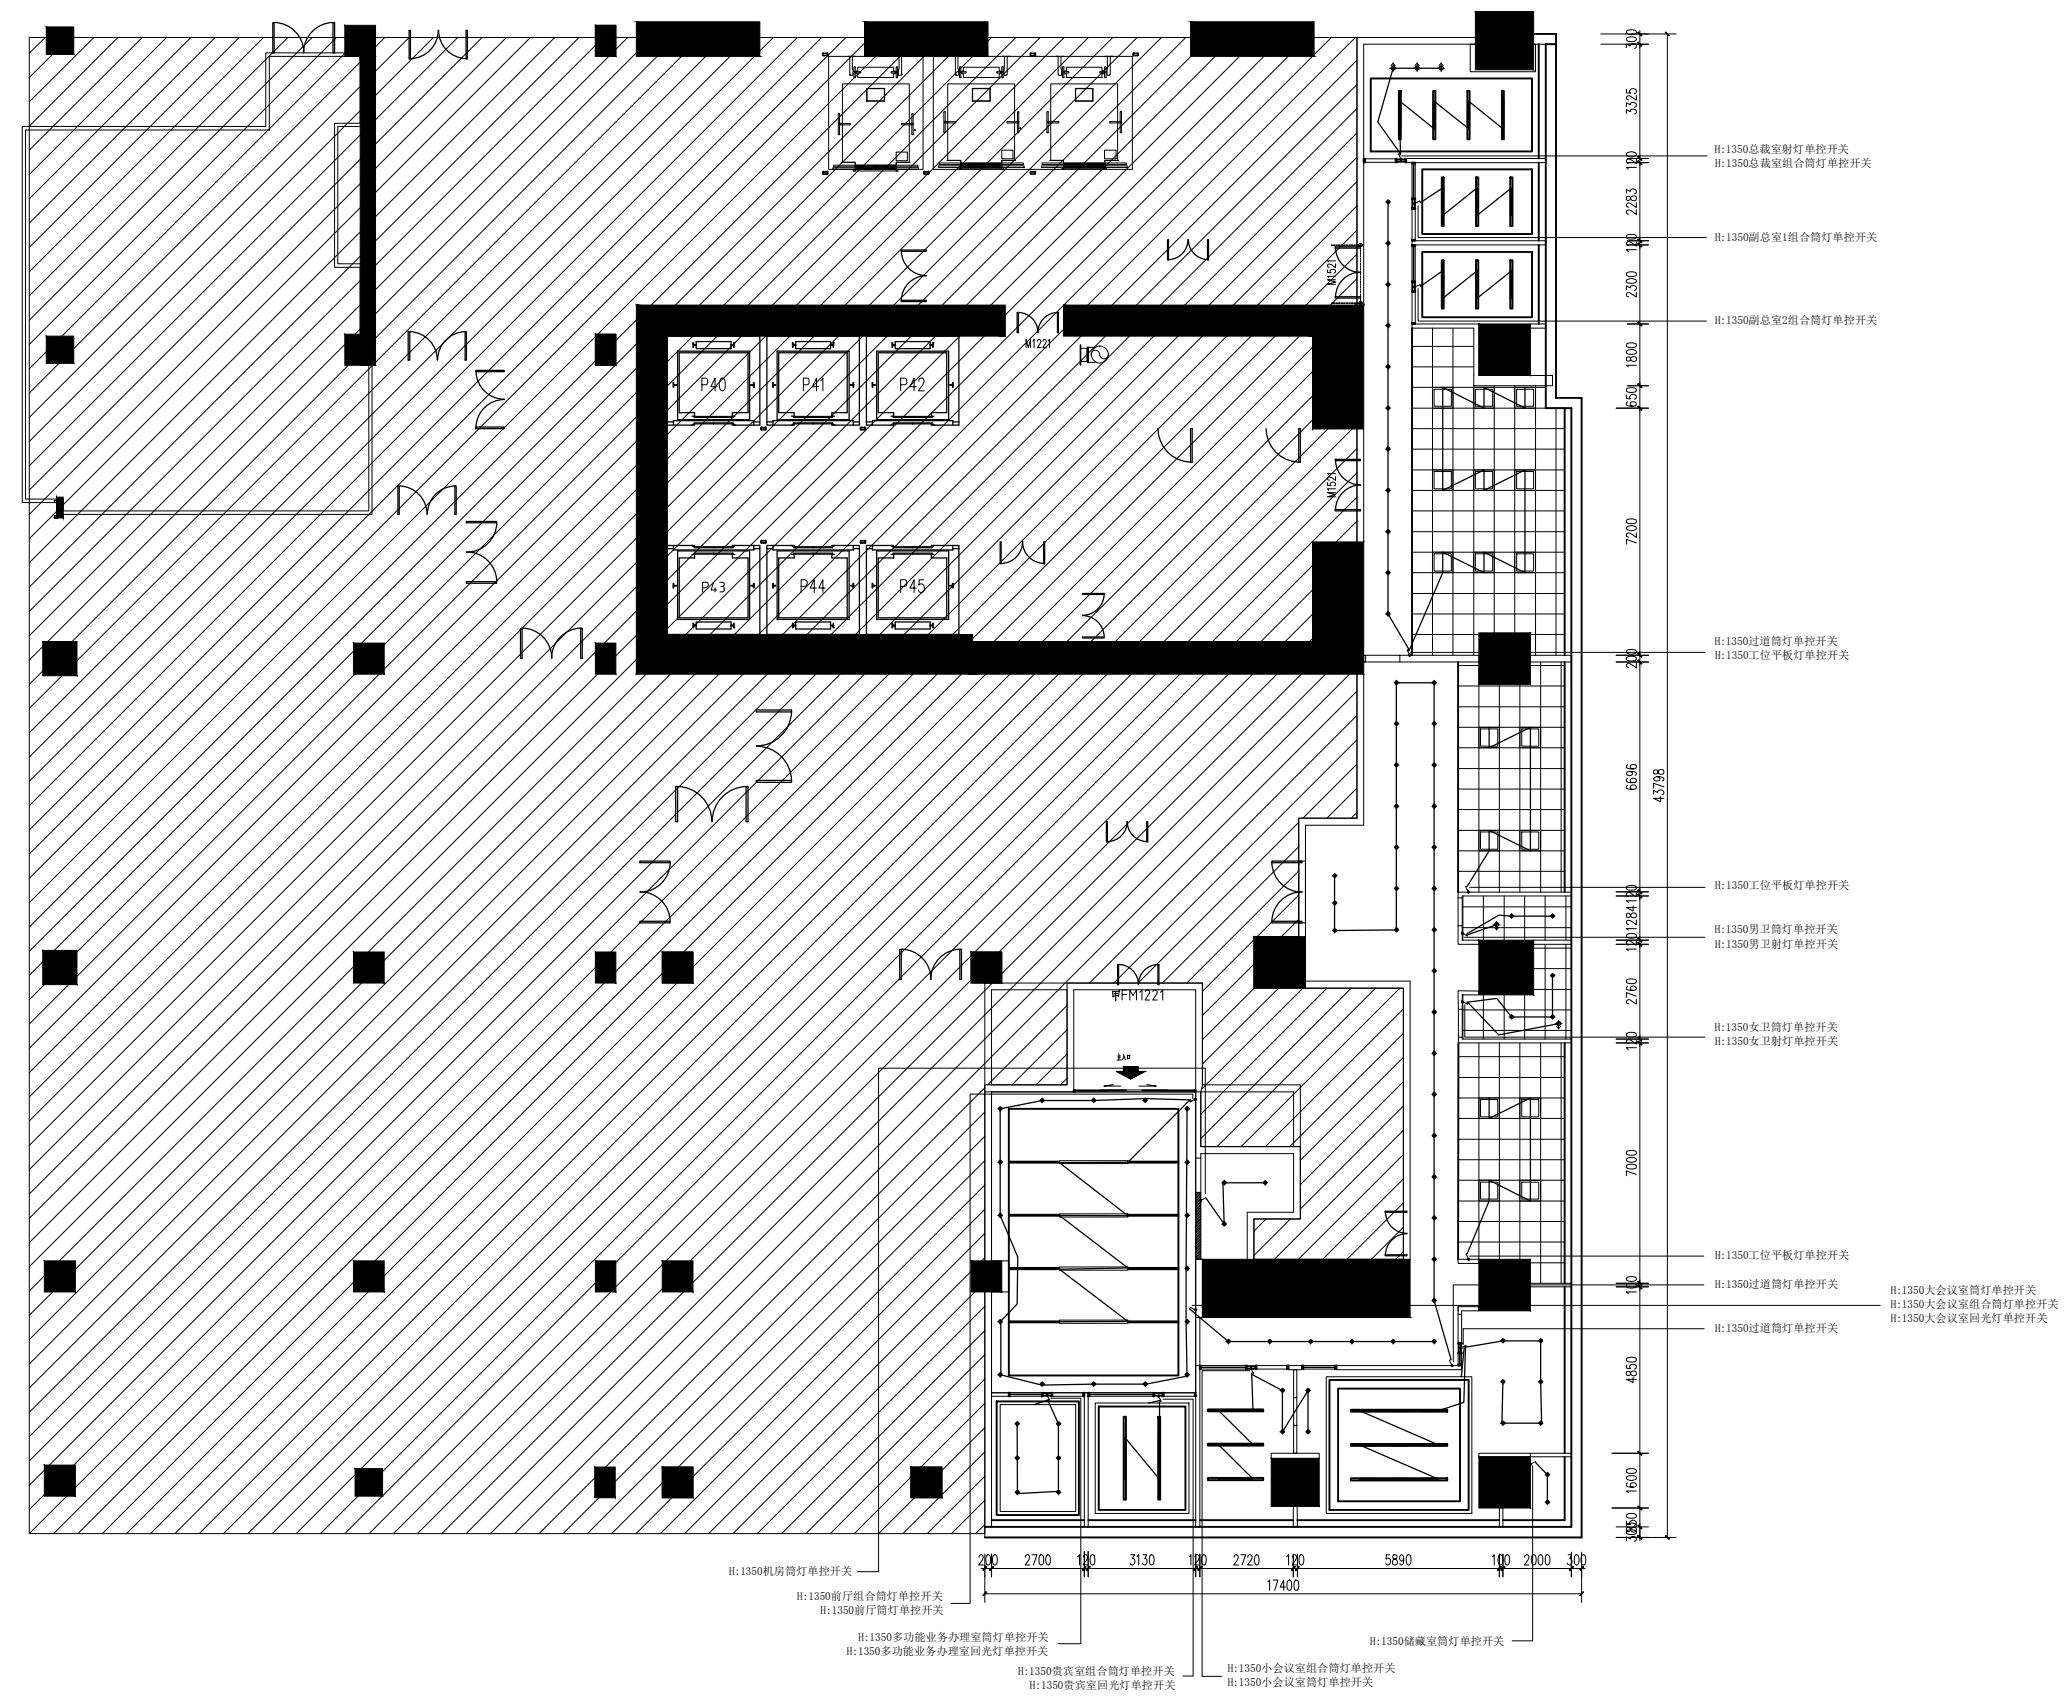 300
3325
H:1350总裁室射灯单控开关
120
H:1350总裁室组合筒灯单控开关
2283
H:1350副总室1组合筒灯单控开关
120
M1521
2300
H:1350副总室2组合筒灯单控开关
M1221
1800
P40
P41
P42
650
M1521
7200
P43
P44
P45
H:1350过道筒灯单控开关
200
H:1350工位平板灯单控开关
6696
43798
120
H:1350工位平板灯单控开关
1284
H:1350男卫筒灯单控开关
120
H:1350男卫射灯单控开关
2760
甲FM1221
H:1350女卫筒灯单控开关
120
H:1350女卫射灯单控开关
主入口
7000
H:1350工位平板灯单控开关
100
H:1350过道筒灯单控开关
H:1350大会议室筒灯单控开关
H:1350大会议室组合筒灯单控开关
H:1350大会议室回光灯单控开关
H:1350过道筒灯单控开关
4850
1600
200
2700
120
3130
120
2720
120
5890
100
2000
300
17400
H:1350机房筒灯单控开关
H:1350前厅组合筒灯单控开关
H:1350前厅筒灯单控开关
H:1350多功能业务办理室筒灯单控开关
H:1350多功能业务办理室回光灯单控开关
H:1350储藏室筒灯单控开关
H:1350贵宾室组合筒灯单控开关
H:1350贵宾室回光灯单控开关
H:1350小会议室组合筒灯单控开关
H:1350小会议室筒灯单控开关